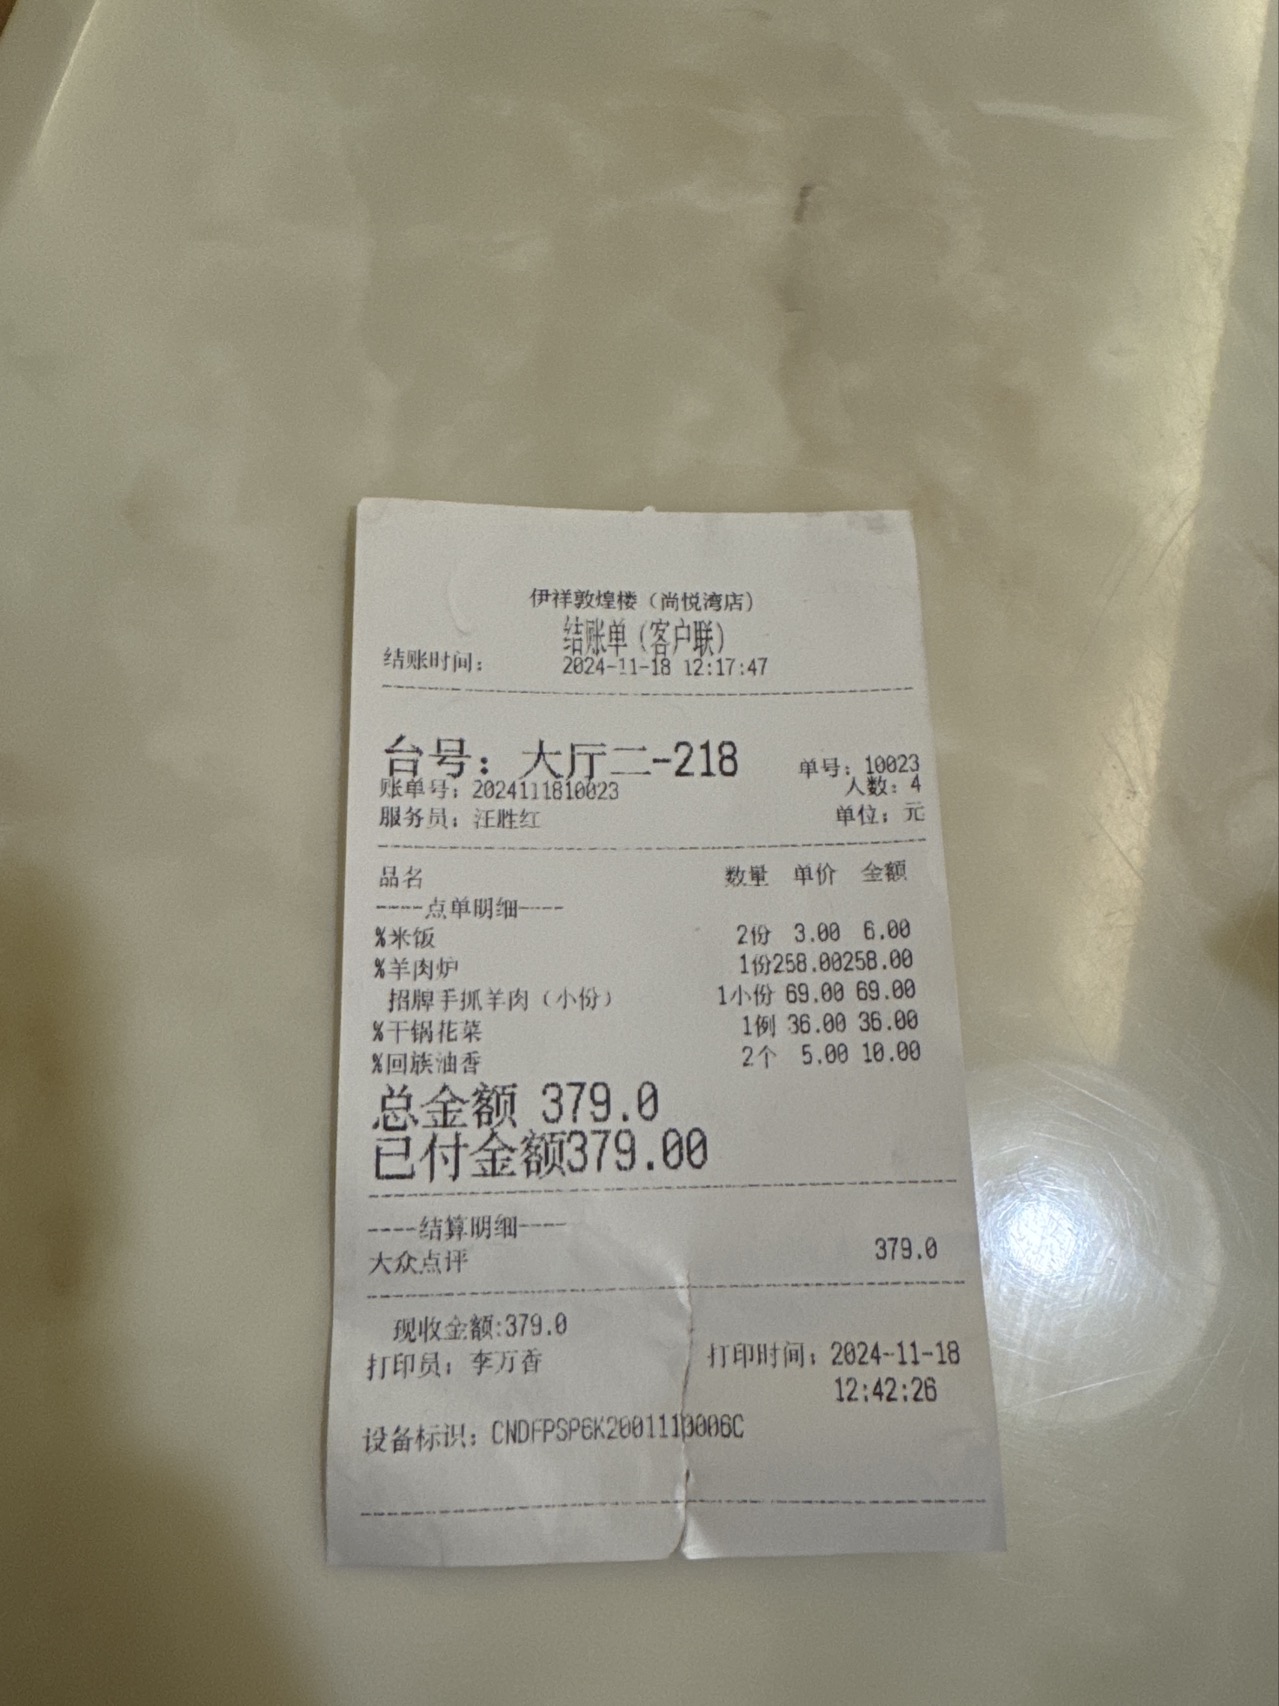 伊祥敦煌楼（尚悦湾店）
结账单（客户联）
结账时间： 2024-11-18 12:17:47
台号：大厅二-218 单号：10023
账单号：2024111810023 人数：4
服务员：汪胜红 单位：元
品名 数量 单价 金额
----点单明细----
%米饭 2份 3.00 6.00
%羊肉炉 1份258.00258.00
招牌手抓羊肉（小份） 1小份 69.00 69.00
%干锅花菜 1例 36.00 36.00
%回族油香 2个 5.00 10.00
总金额 379.0
已付金额379.00
----结算明细----
大众点评 379.0
现收金额:379.0
打印员：李万香 打印时间：2024-11-18
12:42:26
设备标识：CNDFPSP6K2001110006C